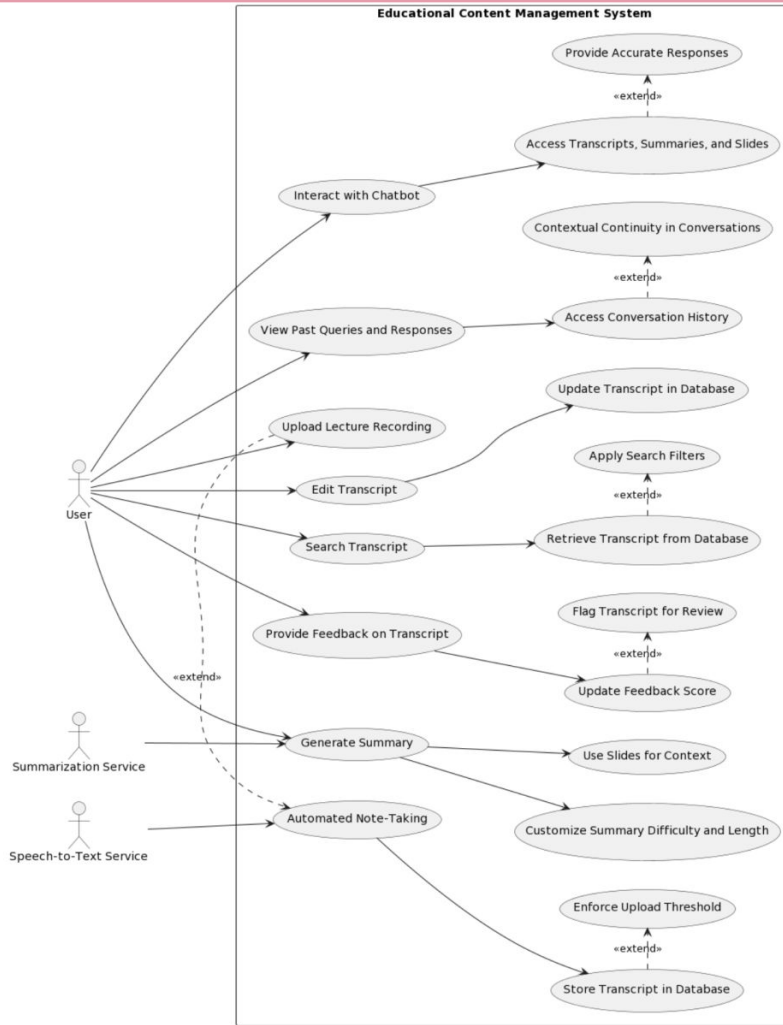 Educational Content Management System
Provide Accurate Responses
«extend»
Access Transcripts, Summaries, and Slides
Interact with Chatbot
Contextual Continuity in Conversations
«extend»
Access Conversation History
View Past Queries and Responses
Update Transcript in Database
Upload Lecture Recording
Apply Search Filters
Edit Transcript
«extend»
User
Retrieve Transcript from Database
Search Transcript
Flag Transcript for Review
Provide Feedback on Transcript
«extend»
«extend»
Update Feedback Score
Generate Summary
Use Slides for Context
Summarization Service
Automated Note-Taking
Customize Summary Difficulty and Length
Speech-to-Text Service
Enforce Upload Threshold
«extend»
Store Transcript in Database